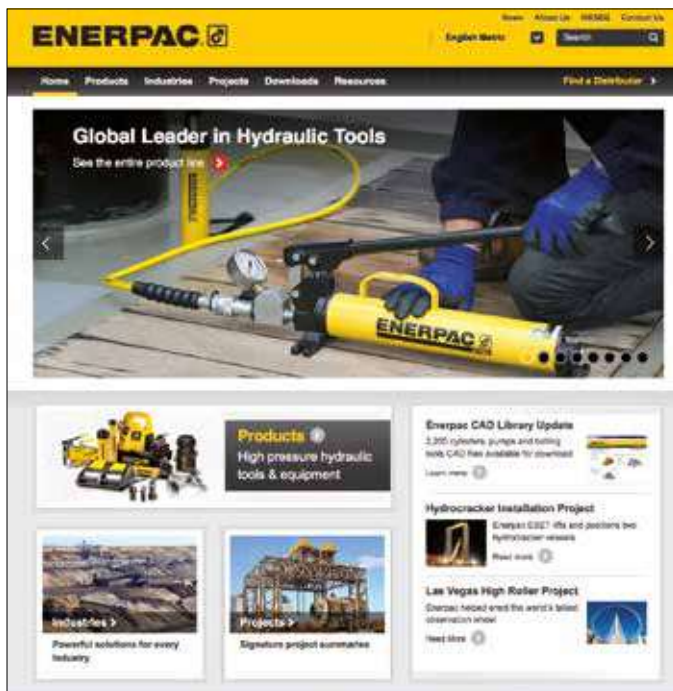 News About Us Contact Us
ENERPAC
English Metric
Search
Home Products Industries Projects Downloads Resources
Find a Distributor
Global Leader in Hydraulic Tools
See the entire product line
ENERPAC
Products
High pressure hydraulic
tools & equipment
Industries
Powerful solutions for every
industry
Projects
Signature project summaries
Enerpac CAD Library Update
cylinders, pumps and bolting
tools CAD files available for download
Learn more
Hydrocracker Installation Project
Enerpac lifts and positions two
hydrocracker vessels
Read more
Las Vegas High Roller Project
Enerpac helped erect the world's tallest
observation wheel
Read More